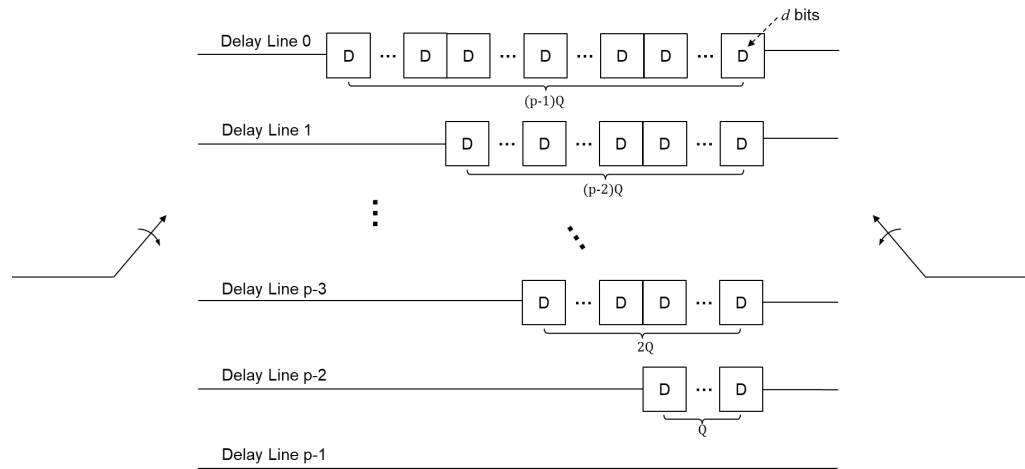 d bits
Delay Line 0
D ... D D ... D ... D D ... D
(p-1)Q
Delay Line 1
D ... D ... D D ... D
(p-2)Q
Delay Line p-3
D ... D D ... D
2Q
Delay Line p-2
D ... D
Q
Delay Line p-1